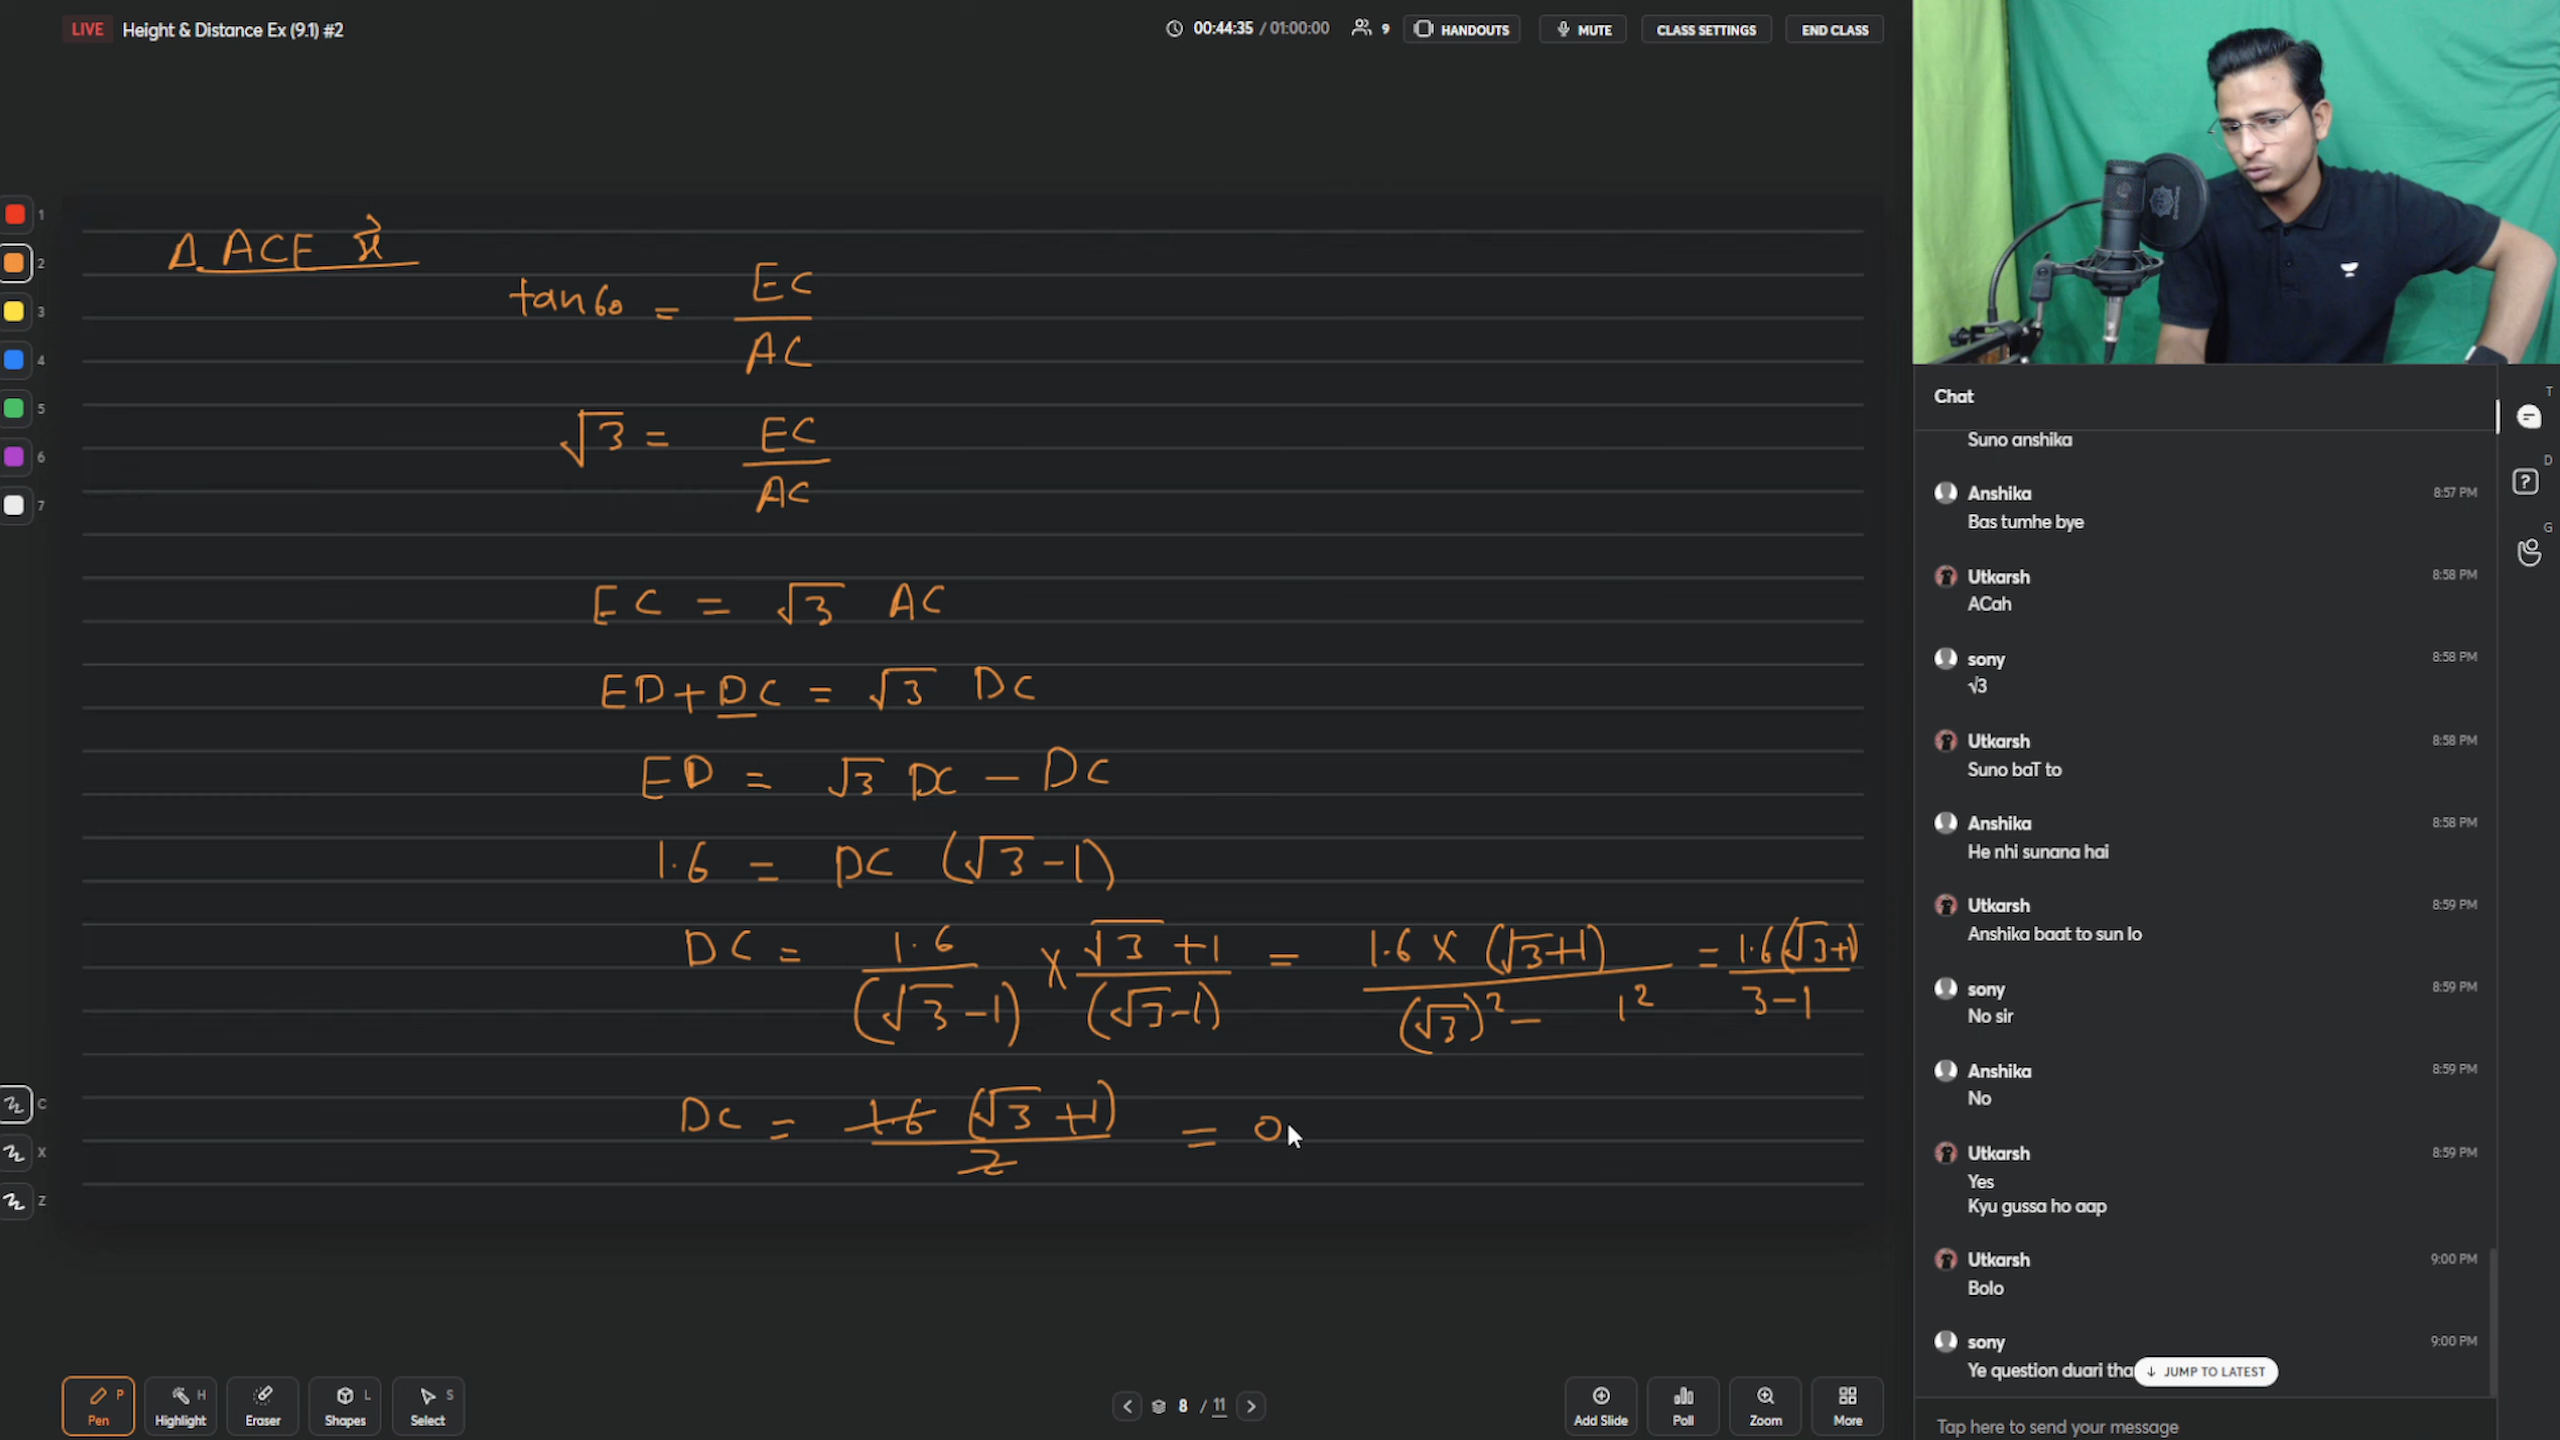 LIVE Height & Distance Ex (9.1) #2
00:44:35 / 01:00:00 9 HANDOUTS MUTE CLASS SETTINGS END CLASS
1
2
3
4
5
6
7
C
X
Z
Δ ACE में
tan60 = EC / AC
√3 = EC / AC
EC = √3 AC
ED + DC = √3 DC
ED = √3 DC - DC
1.6 = DC (√3 - 1)
DC = 1.6 / (√3 - 1) × √3 + 1 / (√3 - 1) = 1.6 × (√3+1) / (√3)² - 1² = 1.6(√3+1) / 3-1
DC = 1.6 (√3 + 1) / 2 = 0
Pen P
Highlight H
Eraser
Shapes L
Select S
8 / 11
Add Slide
Poll
Zoom
More
Chat
T
D
G
Suno anshika
Anshika 8:57 PM
Bas tumhe bye
Utkarsh 8:58 PM
ACah
sony 8:58 PM
√3
Utkarsh 8:58 PM
Suno baT to
Anshika 8:58 PM
He nhi sunana hai
Utkarsh 8:59 PM
Anshika baat to sun lo
sony 8:59 PM
No sir
Anshika 8:59 PM
No
Utkarsh 8:59 PM
Yes
Kyu gussa ho aap
Utkarsh 9:00 PM
Bolo
sony 9:00 PM
Ye question duari tha
JUMP TO LATEST
Tap here to send your message